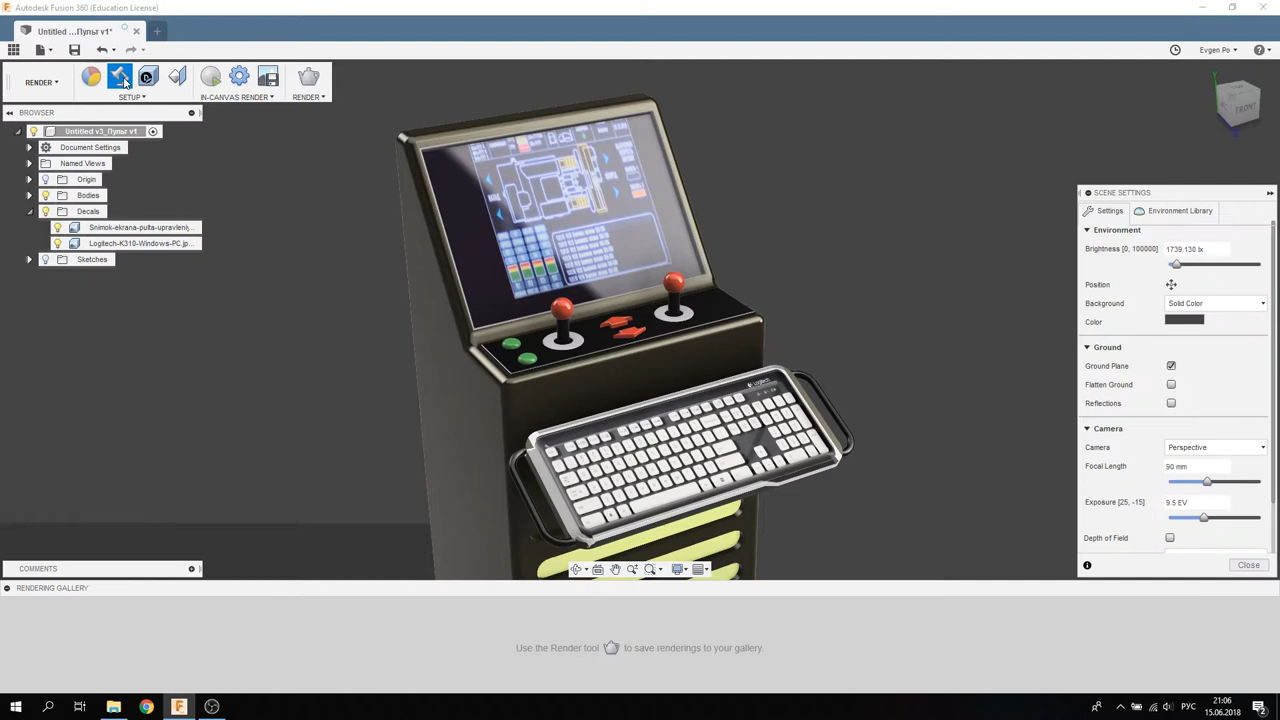 Autodesk Fusion 360 (Education License)
Untitled ...Пульт v1*
Evgen Po
RENDER
SETUP
IN-CANVAS RENDER
RENDER
BROWSER
Untitled v3_Пульт v1
Document Settings
Named Views
Origin
Bodies
Decals
Snimok-ekrana-pulta-upravleniy...
Logitech-K310-Windows-PC.jp...
Sketches
FRONT
Logitech
SCENE SETTINGS
Settings
Environment Library
Environment
Brightness [0, 100000]
1739.130 lx
Position
Background
Solid Color
Color
Ground
Ground Plane
Flatten Ground
Reflections
Camera
Camera
Perspective
Focal Length
90 mm
Exposure [25, -15]
9.5 EV
Depth of Field
Close
COMMENTS
RENDERING GALLERY
Use the Render tool to save renderings to your gallery.
РУС
21:06
15.06.2018
2